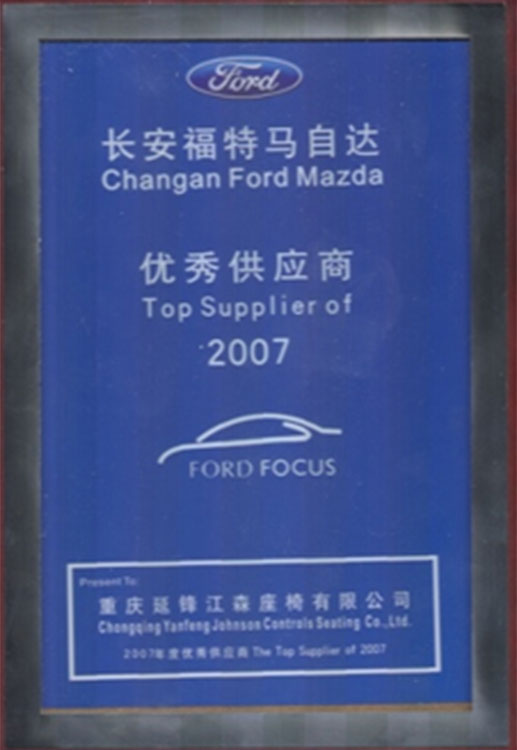 Ford
长安福特马自达
Changan Ford Mazda
优秀供应商
Top Supplier of
2007
FORD FOCUS
Present To:
重庆延锋江森座椅有限公司
Chongqing Yanfeng Johnson Controls Seating Co., Ltd.
2007年度优秀供应商 The Top Supplier of 2007